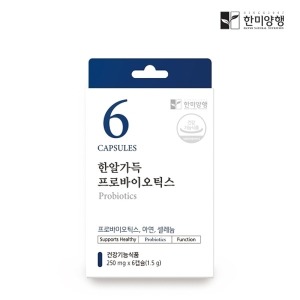 한미양행
한미양행
6
CAPSULES
한알가득
프로바이오틱스
Probiotics
프로바이오틱스, 아연, 셀레늄
Supports Healthy Probiotics Function
건강기능식품
250 mg x 6캡슐(1.5 g)